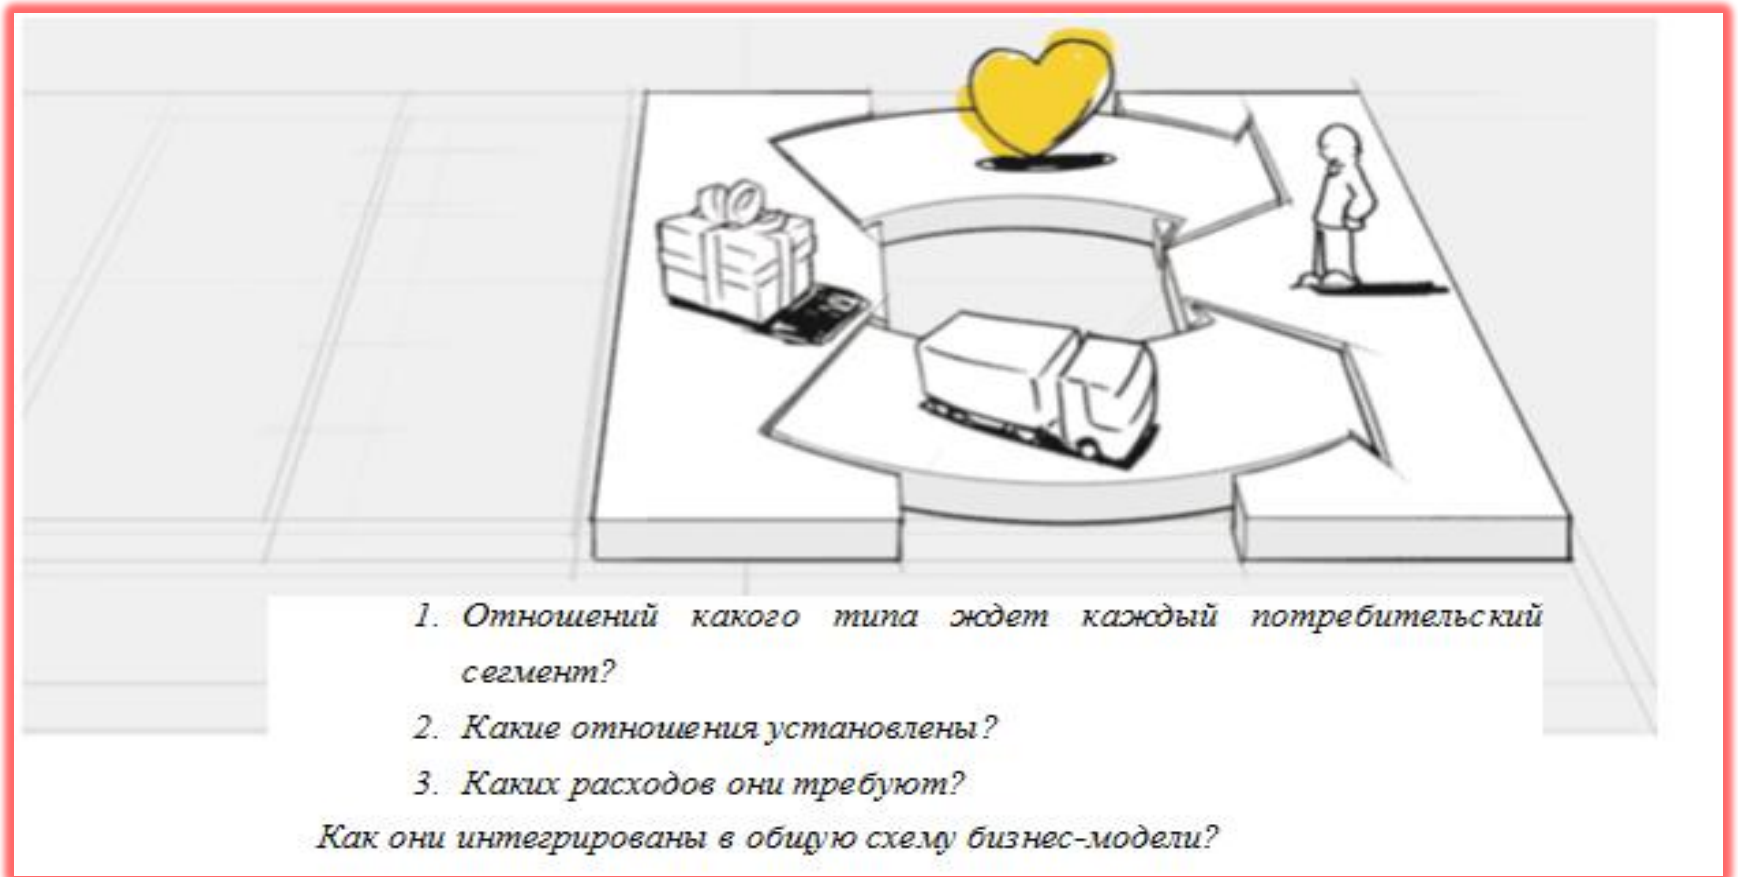 1. Отношений какого типа ждет каждый потребительский
сегмент?
2. Какие отношения установлены?
3. Каких расходов они требуют?
Как они интегрированы в общую схему бизнес-модели?